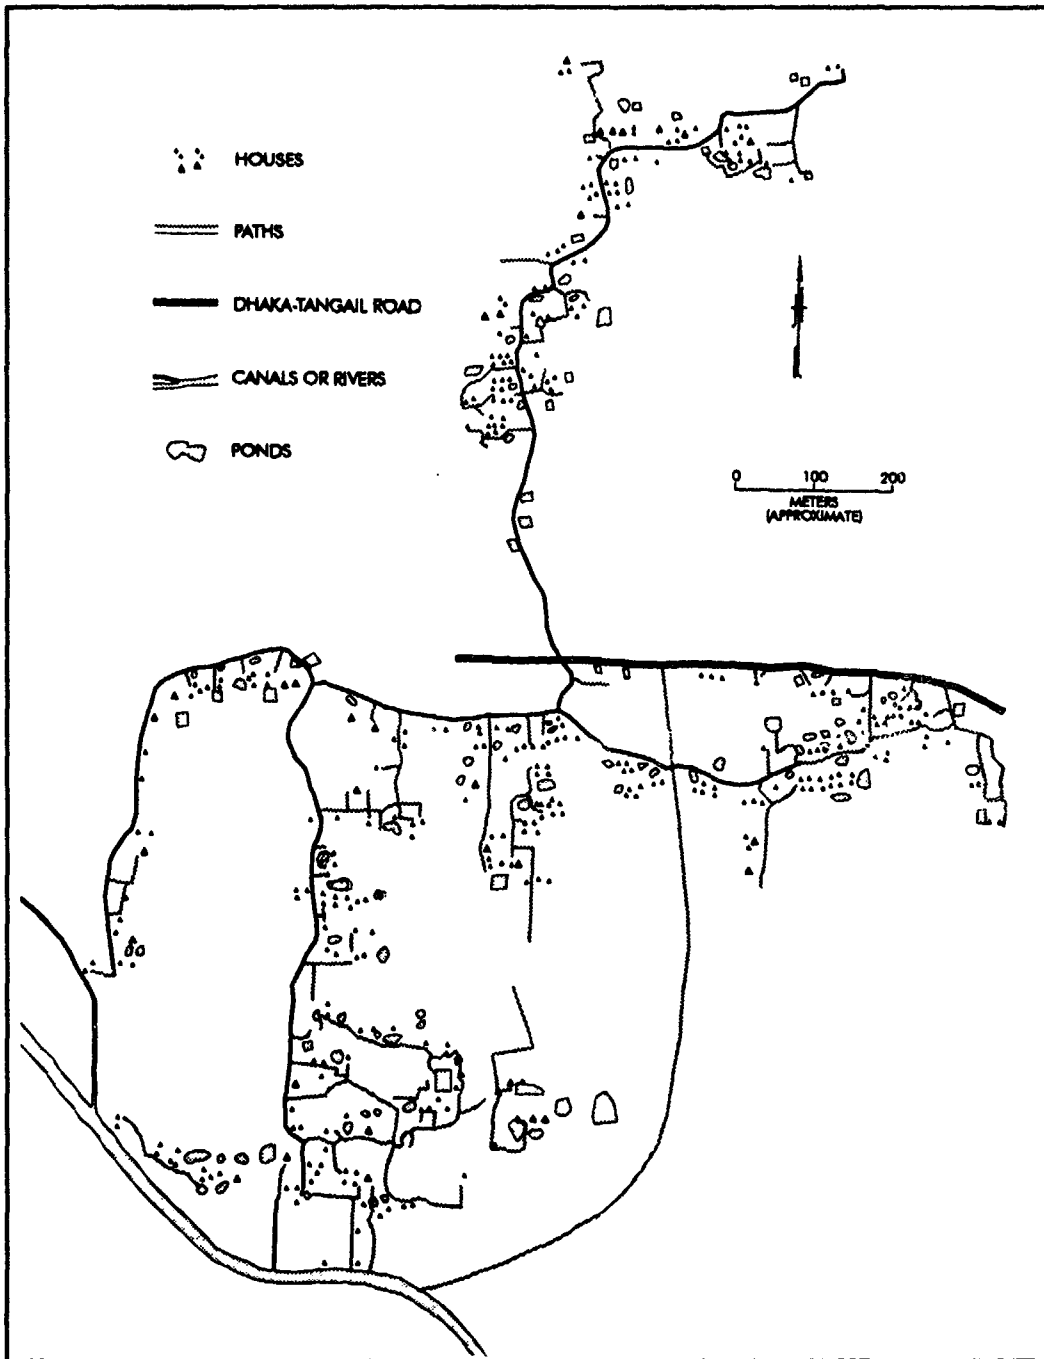 HOUSES
PATHS
DHAKA-TANGAIL ROAD
CANALS OR RIVERS
PONDS
0 100 200
METERS
(APPROXIMATE)